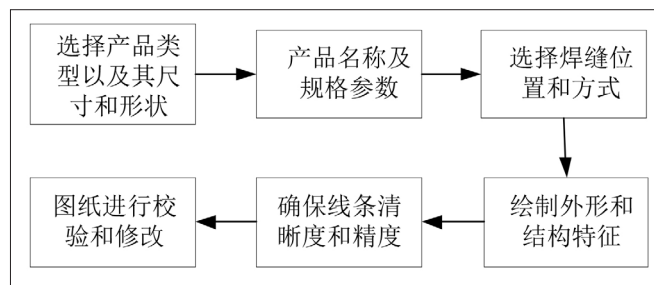 选择产品类
型以及其尺
寸和形状
产品名称及
规格参数
选择焊缝位
置和方式
绘制外形和
结构特征
确保线条清
晰度和精度
图纸进行校
验和修改